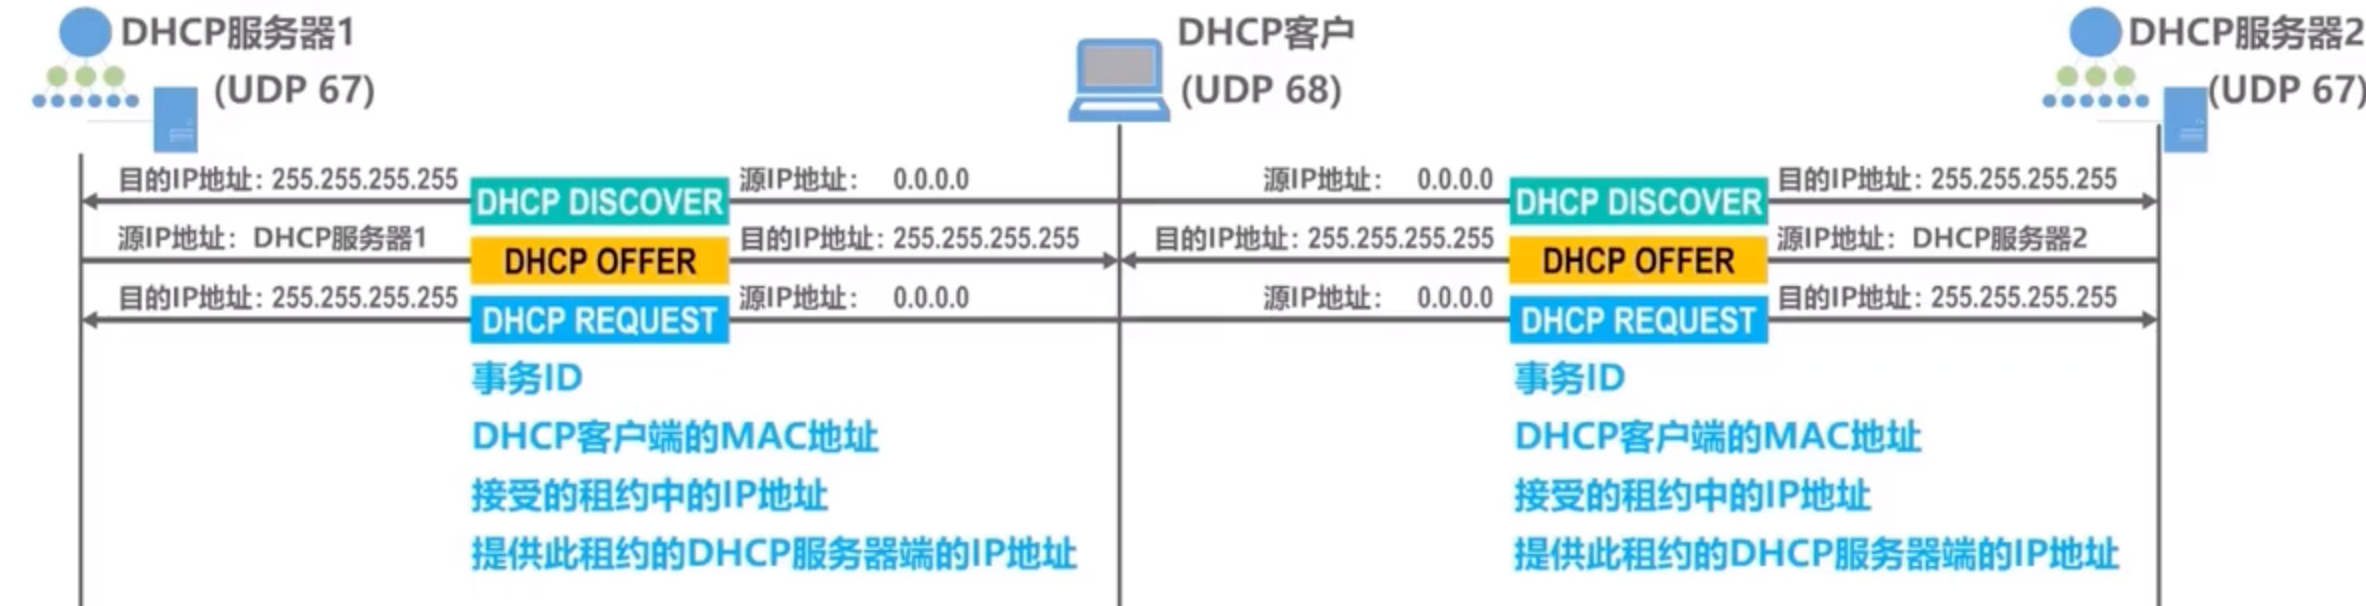 DHCP服务器1
(UDP 67)
DHCP客户
(UDP 68)
DHCP服务器2
(UDP 67)
目的IP地址: 255.255.255.255 DHCP DISCOVER 源IP地址: 0.0.0.0 源IP地址: 0.0.0.0 DHCP DISCOVER 目的IP地址: 255.255.255.255
源IP地址: DHCP服务器1 DHCP OFFER 目的IP地址: 255.255.255.255 目的IP地址: 255.255.255.255 DHCP OFFER 源IP地址: DHCP服务器2
目的IP地址: 255.255.255.255 DHCP REQUEST 源IP地址: 0.0.0.0 源IP地址: 0.0.0.0 DHCP REQUEST 目的IP地址: 255.255.255.255
事务ID
DHCP客户端的MAC地址
接受的租约中的IP地址
提供此租约的DHCP服务器端的IP地址
事务ID
DHCP客户端的MAC地址
接受的租约中的IP地址
提供此租约的DHCP服务器端的IP地址